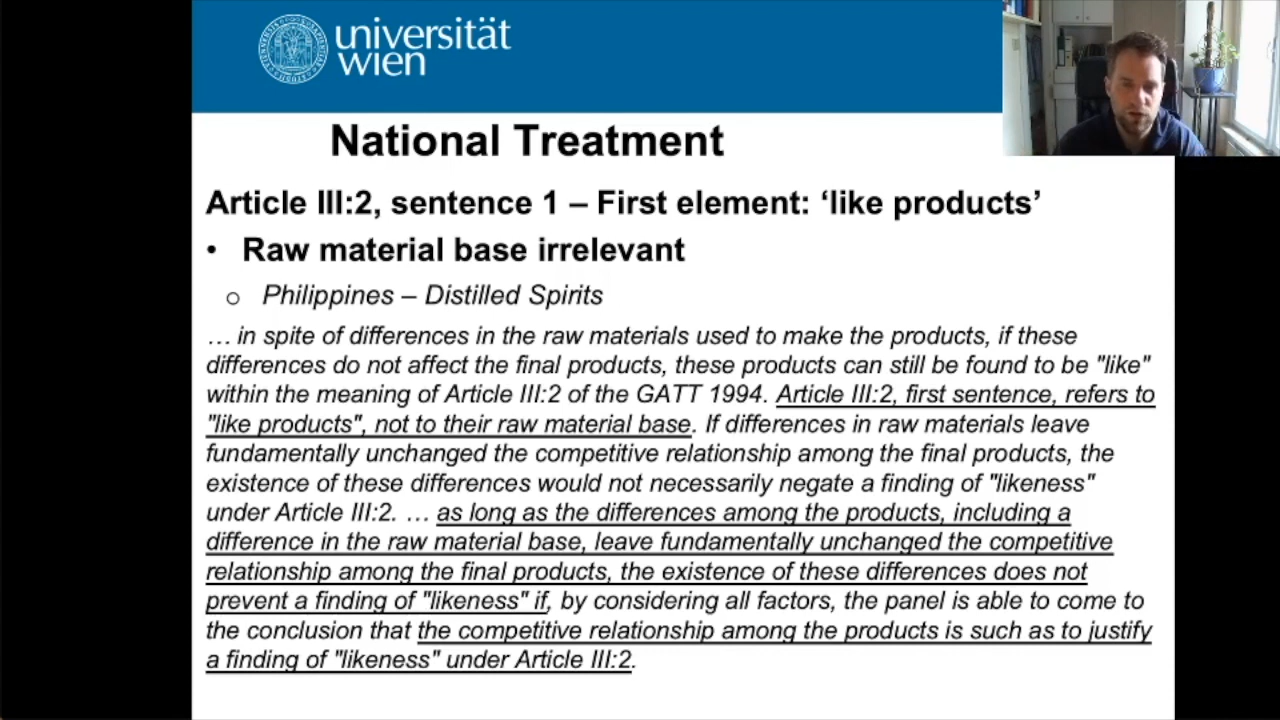 universität
wien
National Treatment
Article III:2, sentence 1 – First element: ‘like products’
• Raw material base irrelevant
o Philippines – Distilled Spirits
… in spite of differences in the raw materials used to make the products, if these
differences do not affect the final products, these products can still be found to be "like"
within the meaning of Article III:2 of the GATT 1994. Article III:2, first sentence, refers to
"like products", not to their raw material base. If differences in raw materials leave
fundamentally unchanged the competitive relationship among the final products, the
existence of these differences would not necessarily negate a finding of "likeness"
under Article III:2. … as long as the differences among the products, including a
difference in the raw material base, leave fundamentally unchanged the competitive
relationship among the final products, the existence of these differences does not
prevent a finding of "likeness" if, by considering all factors, the panel is able to come to
the conclusion that the competitive relationship among the products is such as to justify
a finding of "likeness" under Article III:2.